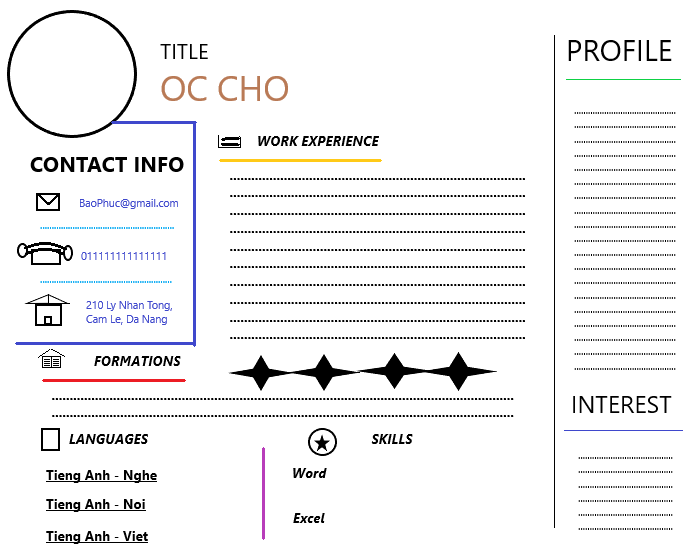 TITLE
OC CHO
CONTACT INFO
BaoPhuc@gmail.com
011111111111111
210 Ly Nhan Tong,
Cam Le, Da Nang
WORK EXPERIENCE
FORMATIONS
LANGUAGES
Tieng Anh - Nghe
Tieng Anh - Noi
Tieng Anh - Viet
SKILLS
Word
Excel
PROFILE
INTEREST